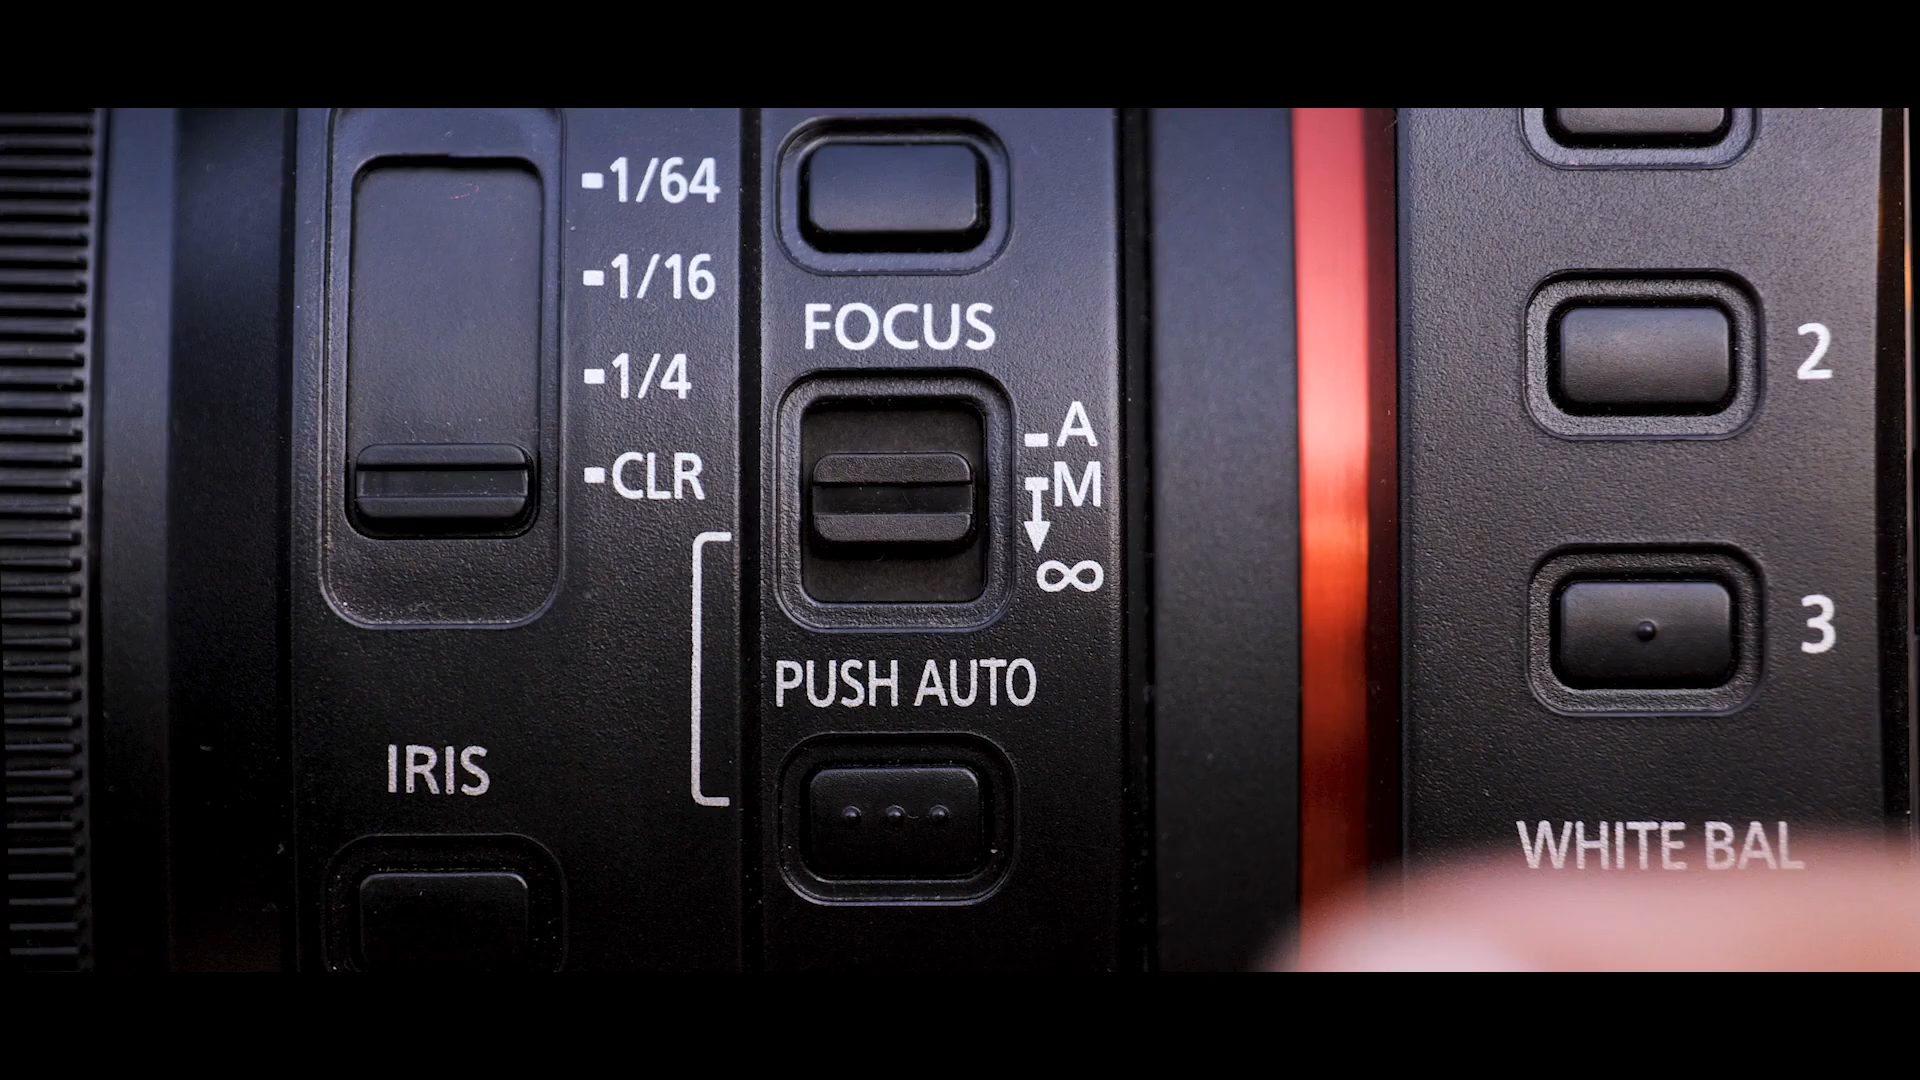 1/64
1/16
1/4
CLR
IRIS
FOCUS
A
M
∞
PUSH AUTO
2
3
WHITE BAL